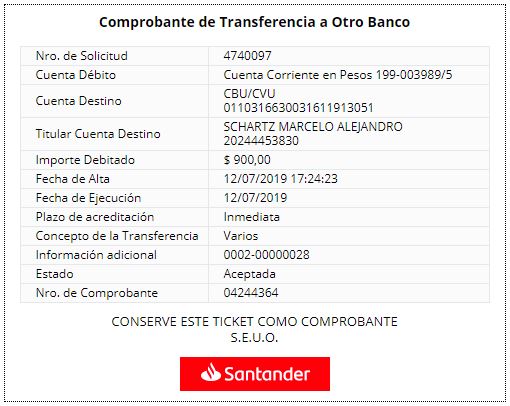 Comprobante de Transferencia a Otro Banco
Nro. de Solicitud 4740097
Cuenta Débito Cuenta Corriente en Pesos 199-003989/5
Cuenta Destino CBU/CVU
0110316630031611913051
Titular Cuenta Destino SCHARTZ MARCELO ALEJANDRO
20244453830
Importe Debitado $ 900,00
Fecha de Alta 12/07/2019 17:24:23
Fecha de Ejecución 12/07/2019
Plazo de acreditación Inmediata
Concepto de la Transferencia Varios
Información adicional 0002-00000028
Estado Aceptada
Nro. de Comprobante 04244364
CONSERVE ESTE TICKET COMO COMPROBANTE
S.E.U.O.
Santander